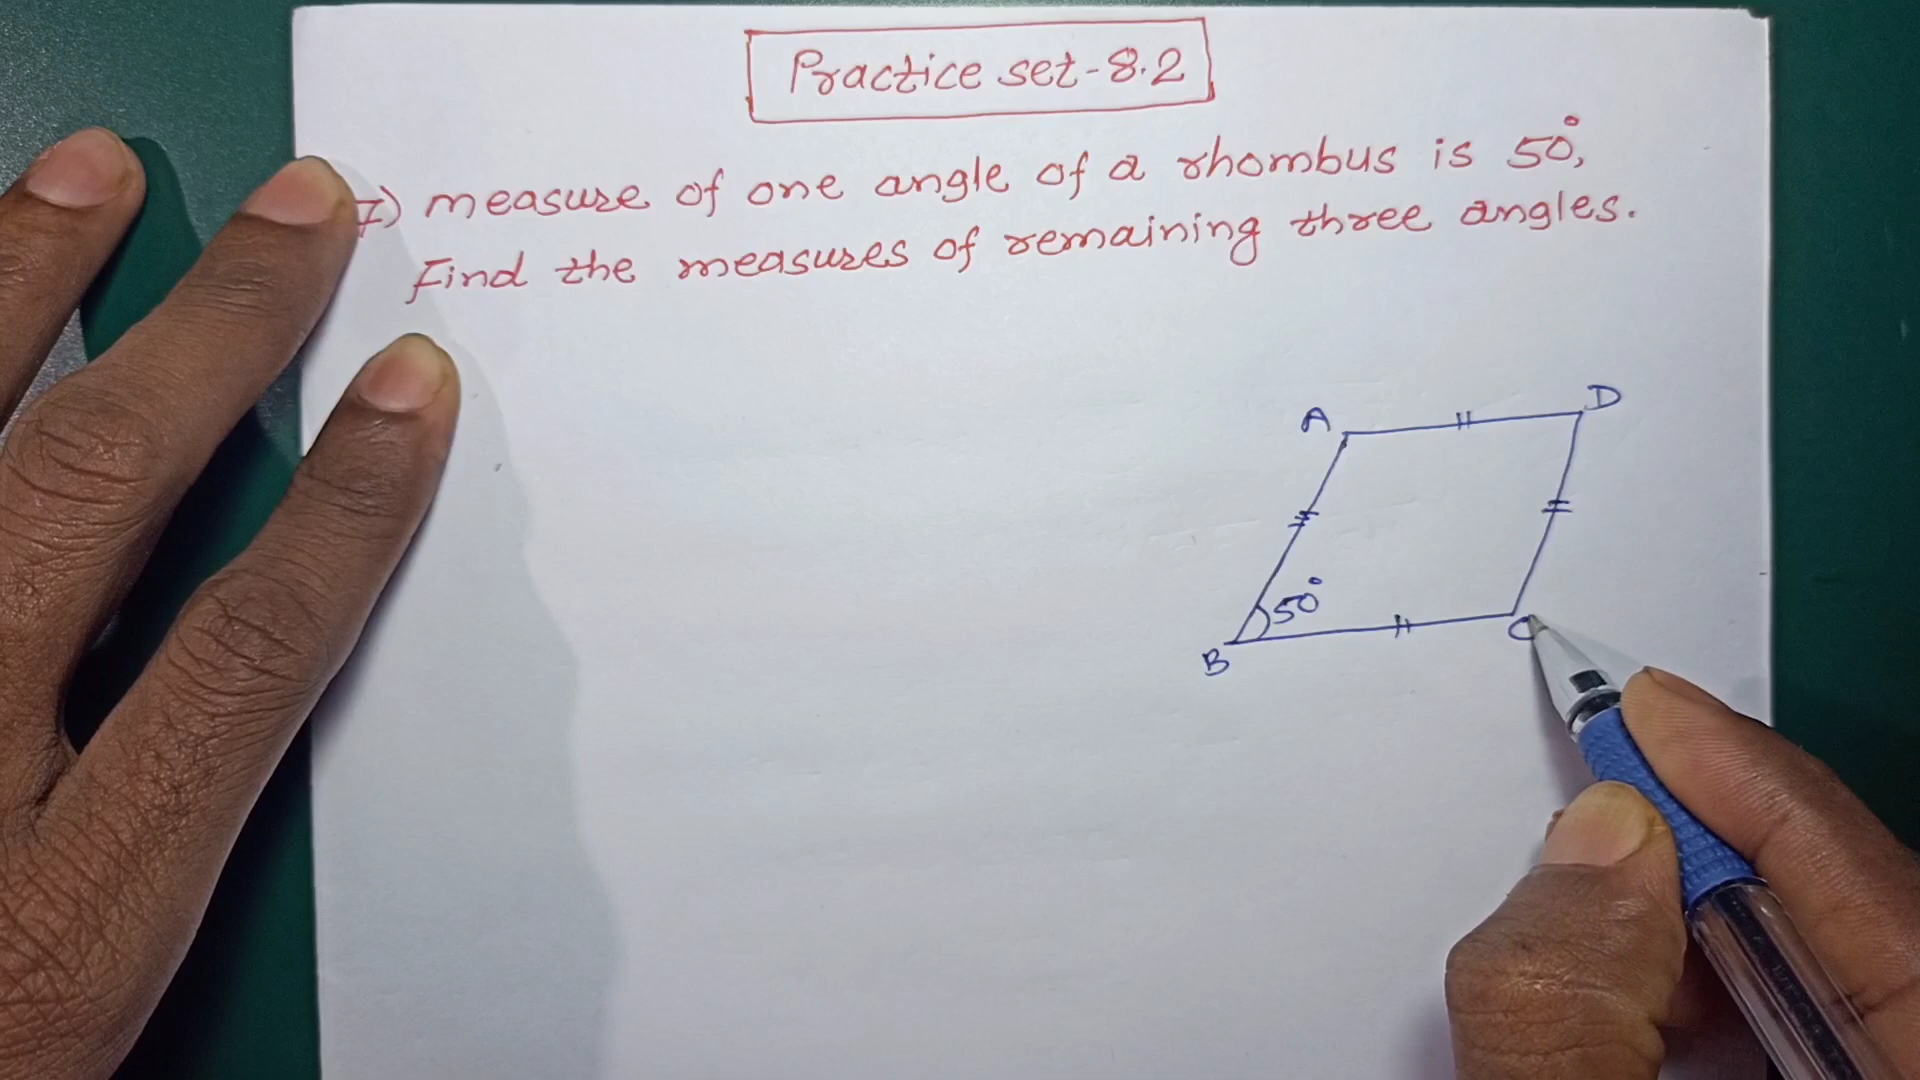 Practice set-8.2
7) measure of one angle of a rhombus is 50°,
Find the measures of remaining three angles.
A
D
50°
B
C